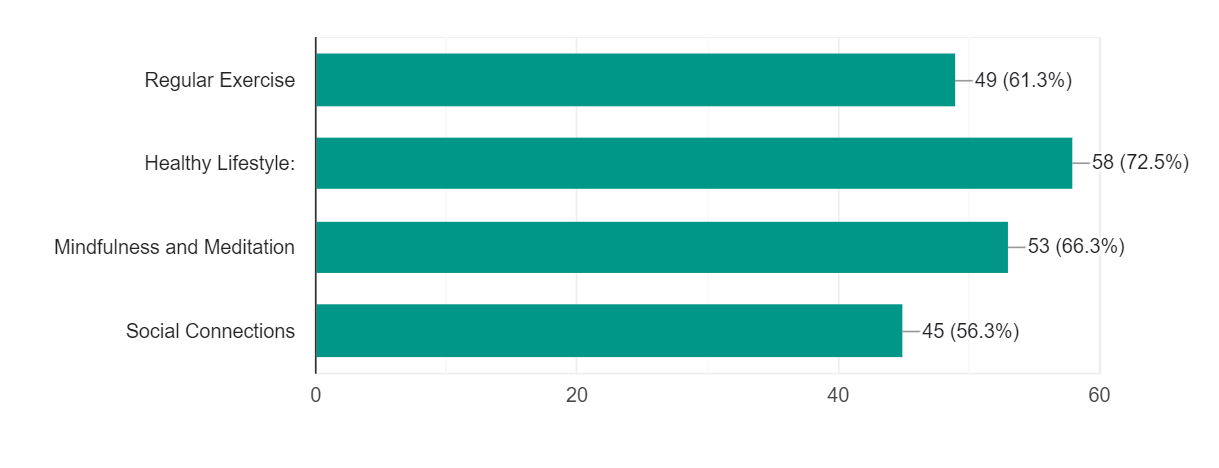 Regular Exercise
49 (61.3%)
Healthy Lifestyle:
58 (72.5%)
Mindfulness and Meditation
53 (66.3%)
Social Connections
45 (56.3%)
0 20 40 60